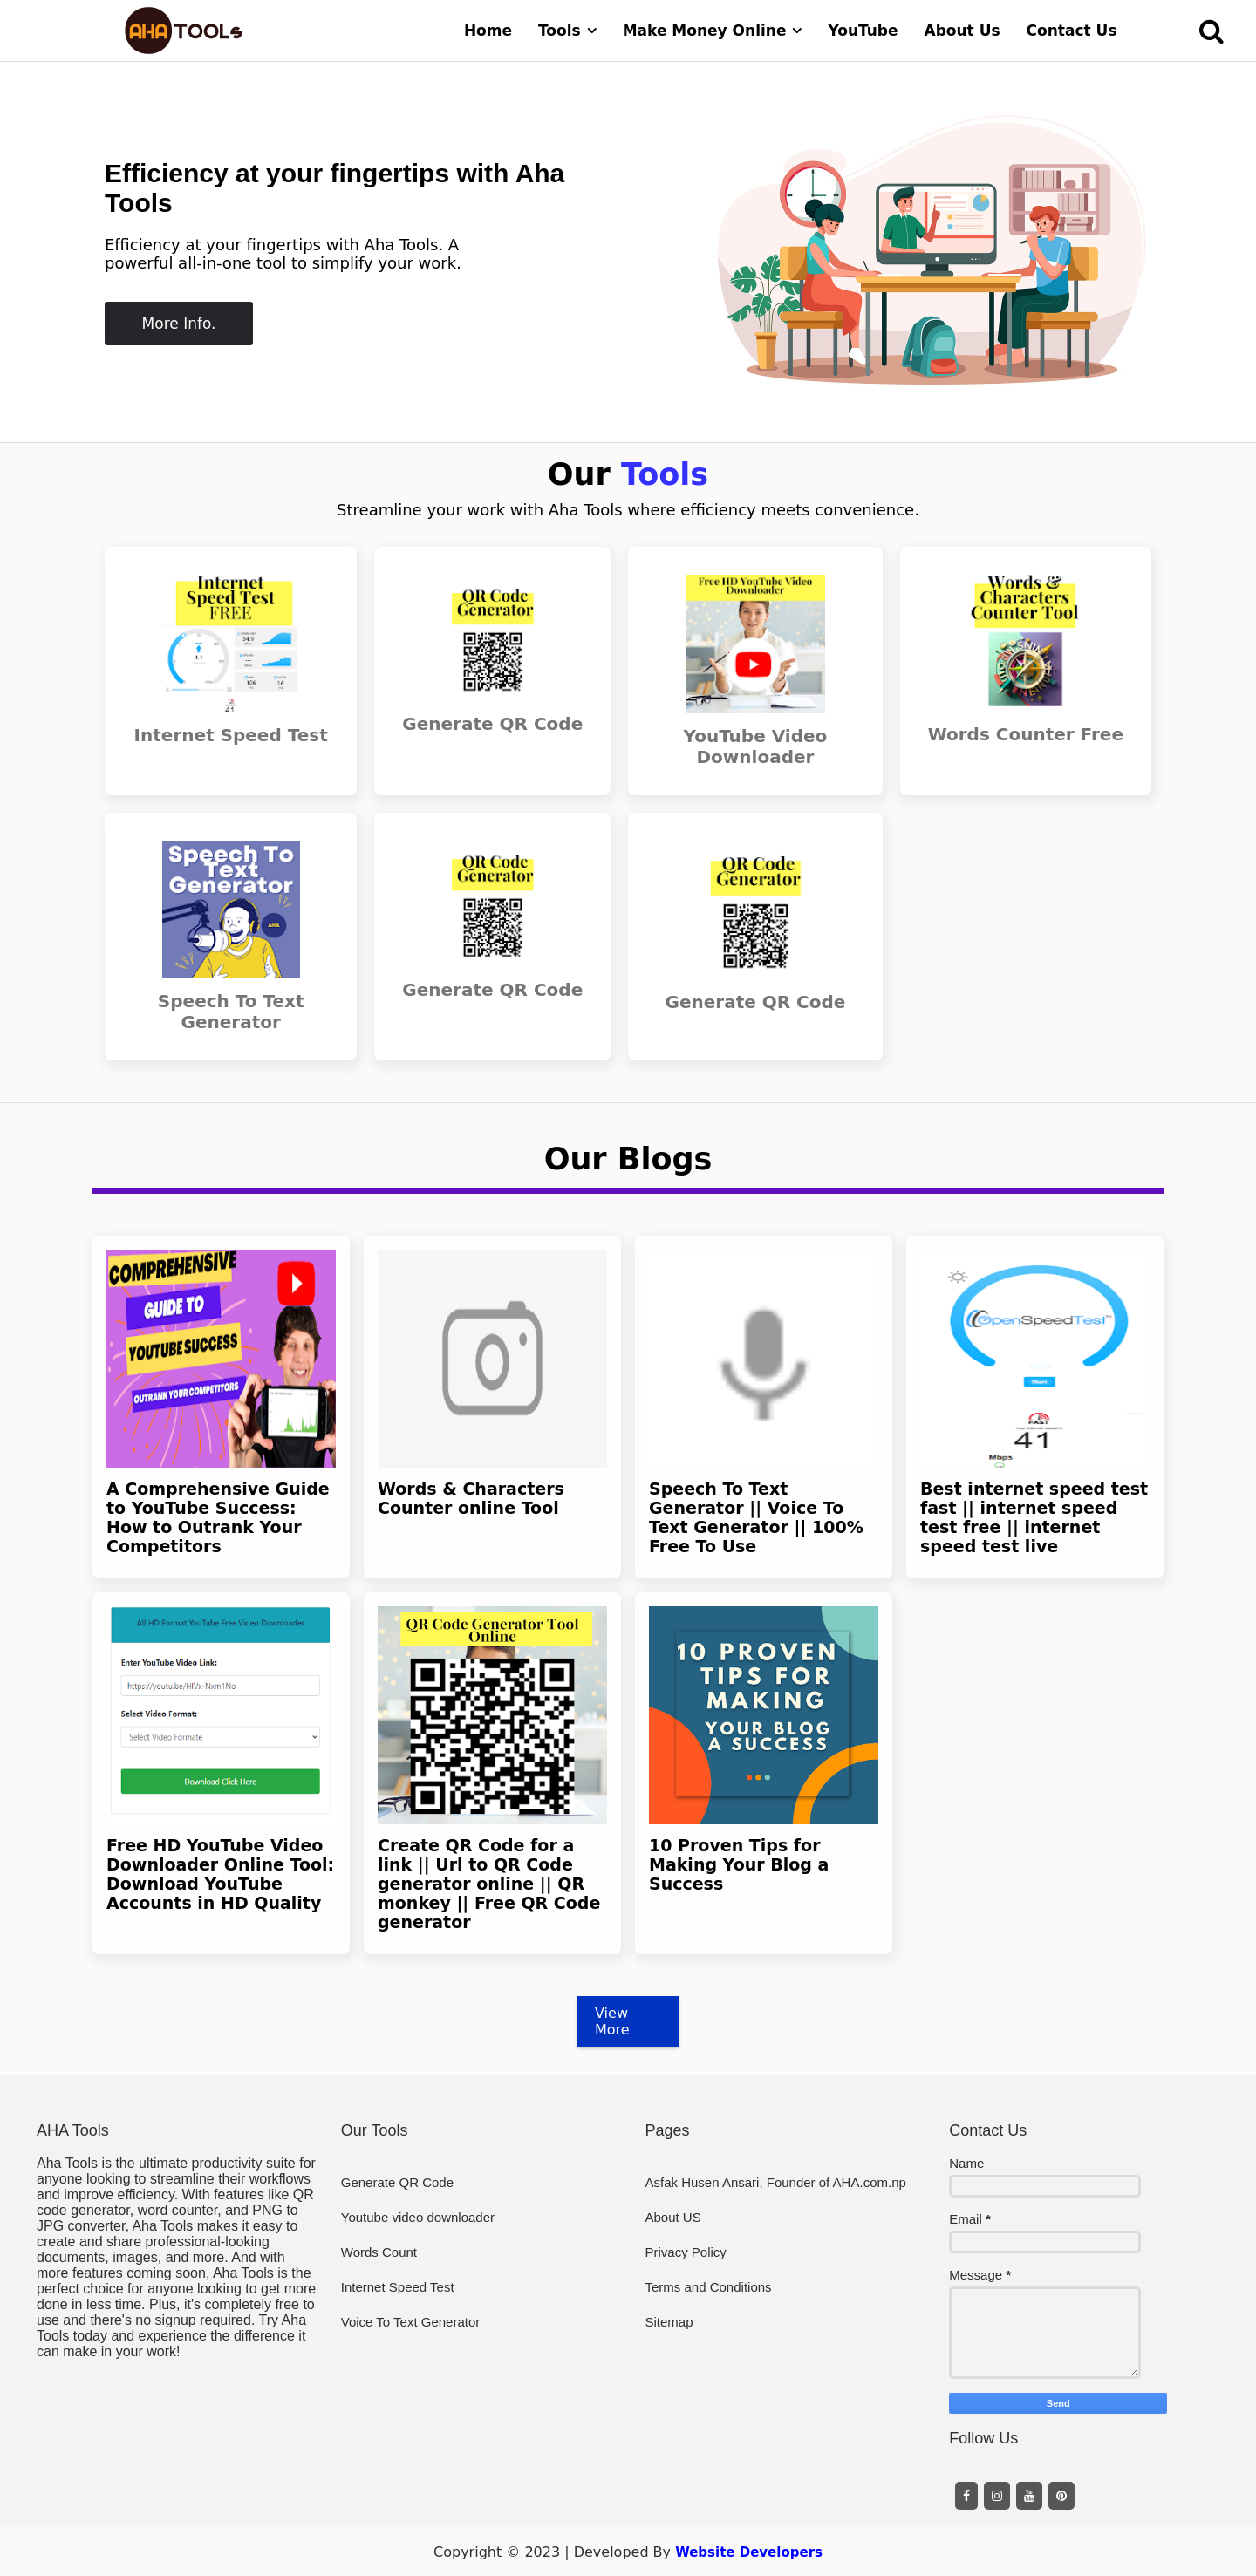 AHA TOOLS
Home
Tools
Make Money Online
YouTube
About Us
Contact Us
Efficiency at your fingertips with Aha
Tools
Efficiency at your fingertips with Aha Tools. A
powerful all-in-one tool to simplify your work.
More Info.
Our Tools
Streamline your work with Aha Tools where efficiency meets convenience.
Internet
Speed Test
FREE
41
Internet Speed Test
QR Code
Generator
Generate QR Code
Free HD YouTube Video
Downloader
YouTube Video
Downloader
Words &
Characters
Counter Tool
Words Counter Free
Speech To
Text
Generator
AHA
Speech To Text
Generator
QR Code
Generator
Generate QR Code
QR Code
Generator
Generate QR Code
Our Blogs
COMPREHENSIVE
GUIDE TO
YOUTUBE SUCCESS
OUTRANK YOUR COMPETITORS
A Comprehensive Guide
to YouTube Success:
How to Outrank Your
Competitors
Words & Characters
Counter online Tool
Speech To Text
Generator || Voice To
Text Generator || 100%
Free To Use
OpenSpeedTest™
FAST
41
Mbps
Best internet speed test
fast || internet speed
test free || internet
speed test live
All HD Format YouTube Free Video Downloader
Enter YouTube Video Link:
https://youtu.be/HIVx-Nxm1No
Select Video Format:
Select Video Formate
Download Click Here
Free HD YouTube Video
Downloader Online Tool:
Download YouTube
Accounts in HD Quality
QR Code Generator Tool
Online
Create QR Code for a
link || Url to QR Code
generator online || QR
monkey || Free QR Code
generator
10 PROVEN
TIPS FOR
MAKING
YOUR BLOG
A SUCCESS
10 Proven Tips for
Making Your Blog a
Success
View
More
AHA Tools
Aha Tools is the ultimate productivity suite for
anyone looking to streamline their workflows
and improve efficiency. With features like QR
code generator, word counter, and PNG to
JPG converter, Aha Tools makes it easy to
create and share professional-looking
documents, images, and more. And with
more features coming soon, Aha Tools is the
perfect choice for anyone looking to get more
done in less time. Plus, it's completely free to
use and there's no signup required. Try Aha
Tools today and experience the difference it
can make in your work!
Our Tools
Generate QR Code
Youtube video downloader
Words Count
Internet Speed Test
Voice To Text Generator
Pages
Asfak Husen Ansari, Founder of AHA.com.np
About US
Privacy Policy
Terms and Conditions
Sitemap
Contact Us
Name
Email *
Message *
Send
Follow Us
Copyright © 2023 | Developed By Website Developers